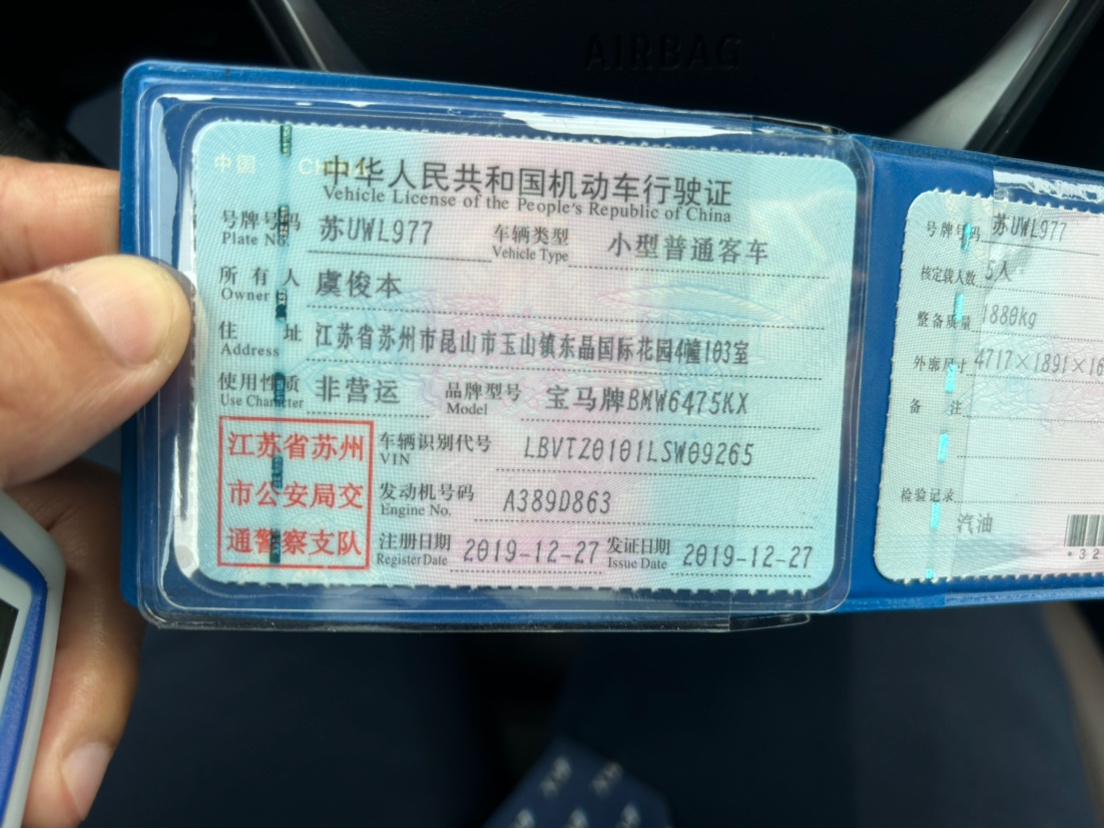 AIRBAG
中国 CHINA
中华人民共和国机动车行驶证
Vehicle License of the People's Republic of China
号牌号码 苏UWL977 车辆类型 小型普通客车
Plate No. Vehicle Type
所有人 虞俊本
Owner
住址 江苏省苏州市昆山市玉山镇东晶国际花园4幢103室
Address
使用性质 非营运 品牌型号 宝马牌BMW6475KX
Use Character Model
江苏省苏州
市公安局交
通警察支队
车辆识别代号 LBVTZ0101LSW09265
VIN
发动机号码 A389D863
Engine No.
注册日期 2019-12-27 发证日期 2019-12-27
Register Date Issue Date
号牌号码 苏UWL977
核定载人数 5人
整备质量 1880kg
外廓尺寸 4717×1891×16
备注
检验记录
汽油
*32